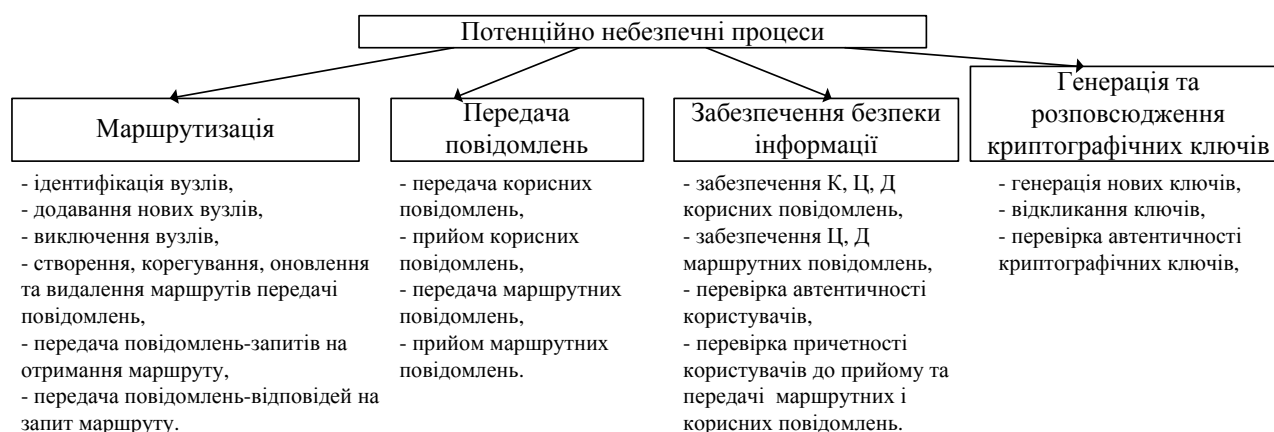 Потенційно небезпечні процеси
Маршрутизація
- ідентифікація вузлів,
- додавання нових вузлів,
- виключення вузлів,
- створення, корегування, оновлення
та видалення маршрутів передачі
повідомлень,
- передача повідомлень-запитів на
отримання маршруту,
- передача повідомлень-відповідей на
запит маршруту.
Передача
повідомлень
- передача корисних
повідомлень,
- прийом корисних
повідомлень,
- передача маршрутних
повідомлень,
- прийом маршрутних
повідомлень.
Забезпечення безпеки
інформації
- забезпечення К, Ц, Д
корисних повідомлень,
- забезпечення Ц, Д
маршрутних повідомлень,
- перевірка автентичності
користувачів,
- перевірка причетності
користувачів до прийому та
передачі маршрутних і
корисних повідомлень.
Генерація та
розповсюдження
криптографічних ключів
- генерація нових ключів,
- відкликання ключів,
- перевірка автентичності
криптографічних ключів,